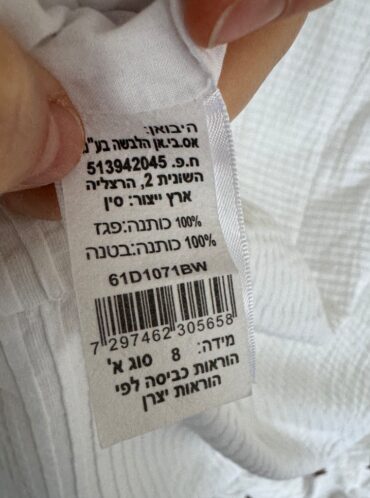 היבואן:
אס.בי.אן הלבשה בע"מ
ח.פ. 513942045
השונית 2, הרצליה
ארץ ייצור: סין
100% כותנה:פגז
100% כותנה:בטנה
61D1071BW
7 297462 305658
מידה: 8 סוג א'
הוראות כביסה לפי
הוראות יצרן